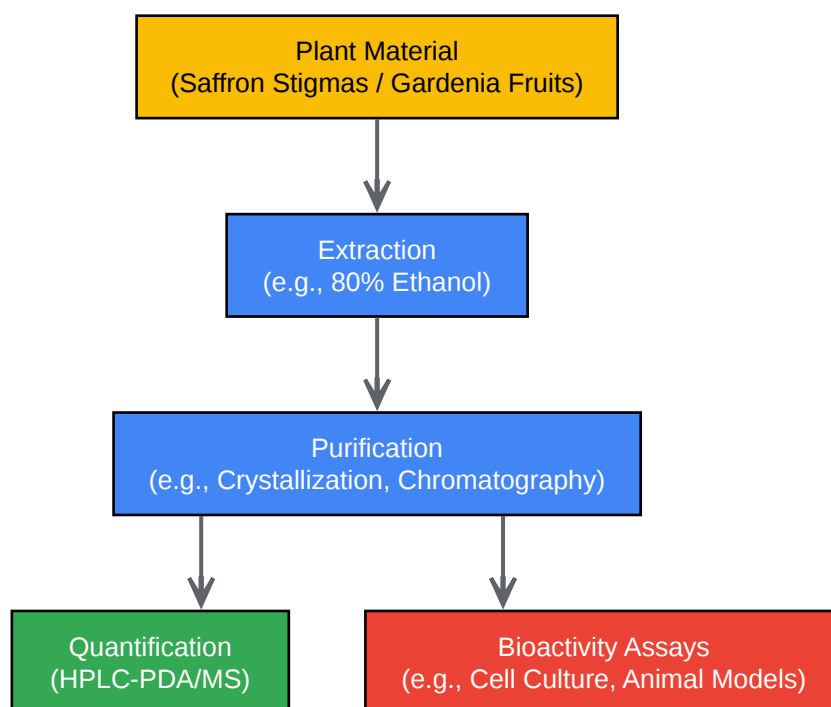 Plant Material
(Saffron Stigmas / Gardenia Fruits)
Extraction
(e.g., 80% Ethanol)
Purification
(e.g., Crystallization, Chromatography)
Quantification
(HPLC-PDA/MS)
Bioactivity Assays
(e.g., Cell Culture, Animal Models)